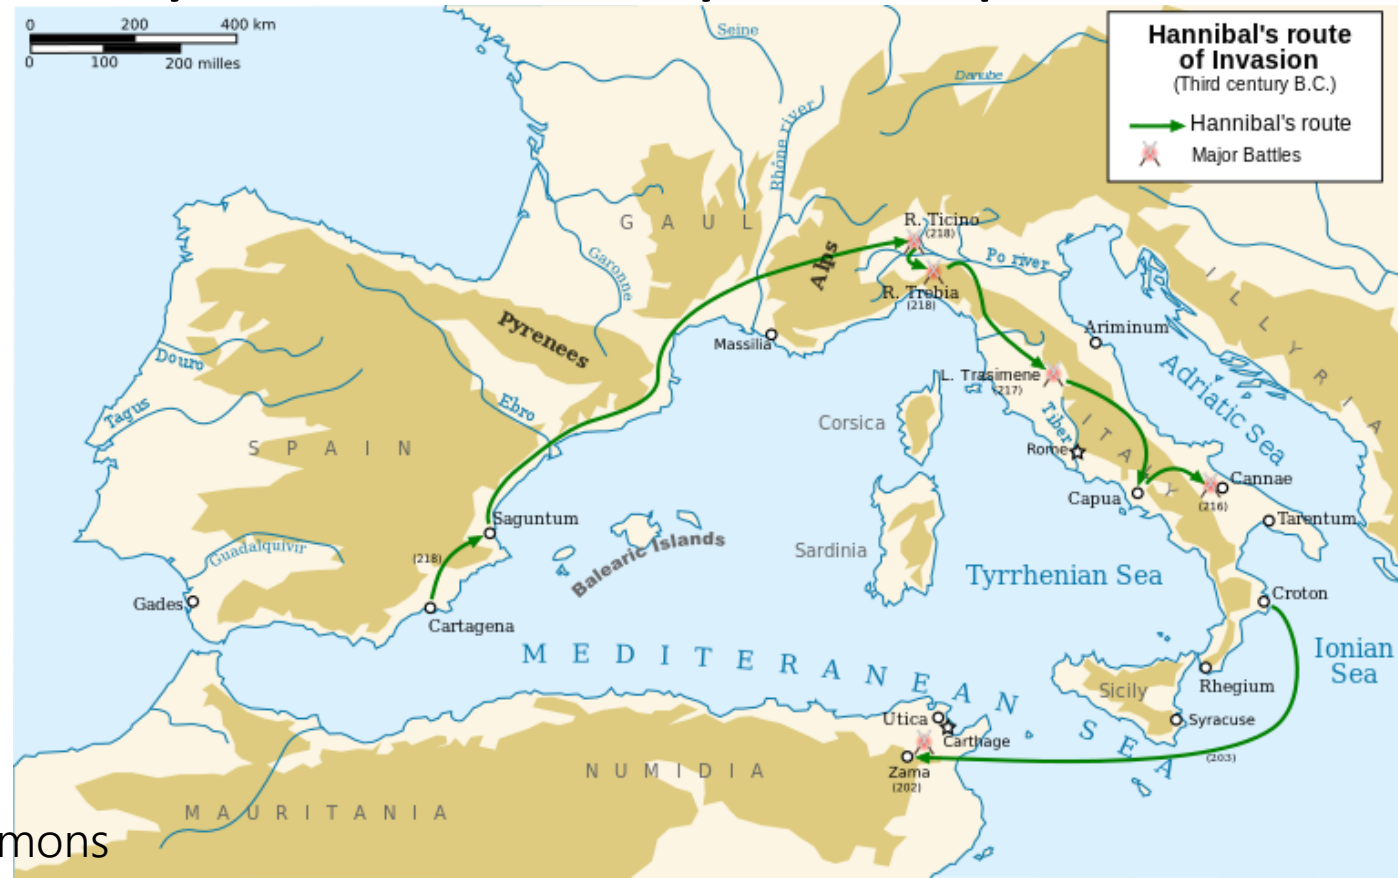 0 200 400 km
0 100 200 milles
Hannibal's route
of Invasion
(Third century B.C.)
Hannibal's route
Major Battles
Seine
Danube
Rhône river
GAUL
Garonne
R. Ticino
(218)
Po river
Alps
R. Trebia
(218)
ILLYRIA
Pyrenees
Massilia
Ariminum
Douro
Tagus
Ebro
L. Trasimene
(217)
Adriatic Sea
Corsica
Tiber
ITALY
Rome
SPAIN
Capua
Cannae
(216)
Saguntum
Tarentum
Guadalquivir
(218)
Balearic Islands
Sardinia
Tyrrhenian Sea
Gades
Cartagena
Croton
MEDITERANEAN SEA
Ionian
Sea
Sicily
Rhegium
Utica
Syracuse
Carthage
Zama
(202)
(203)
NUMIDIA
MAURITANIA
mons